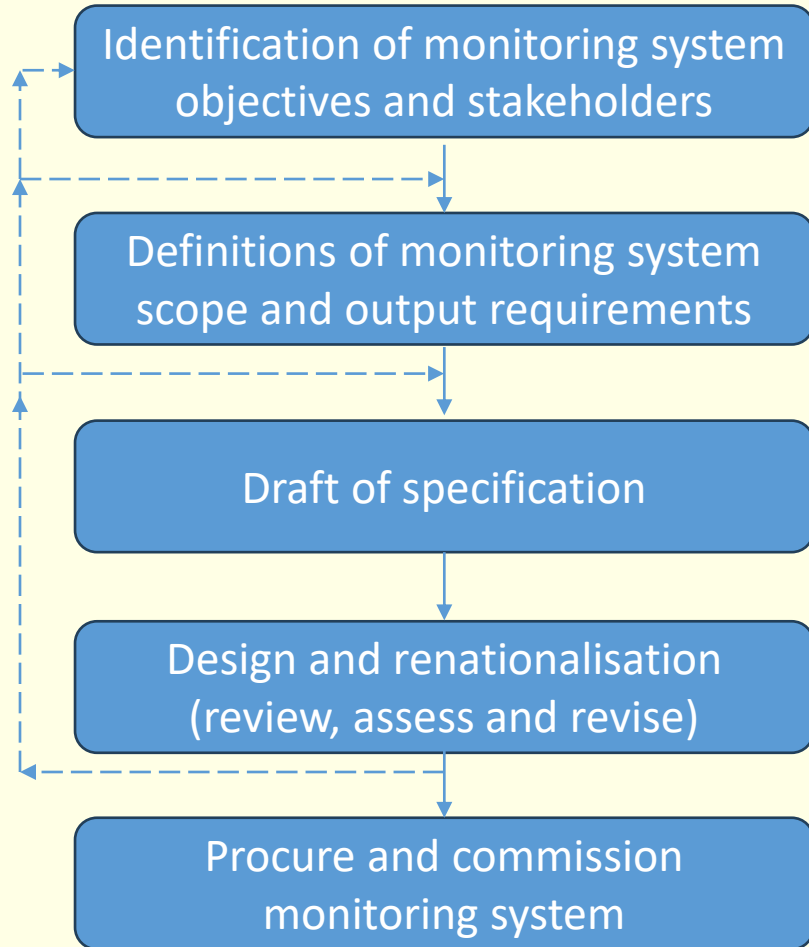 Identification of monitoring system
objectives and stakeholders
Definitions of monitoring system
scope and output requirements
Draft of specification
Design and renationalisation
(review, assess and revise)
Procure and commission
monitoring system